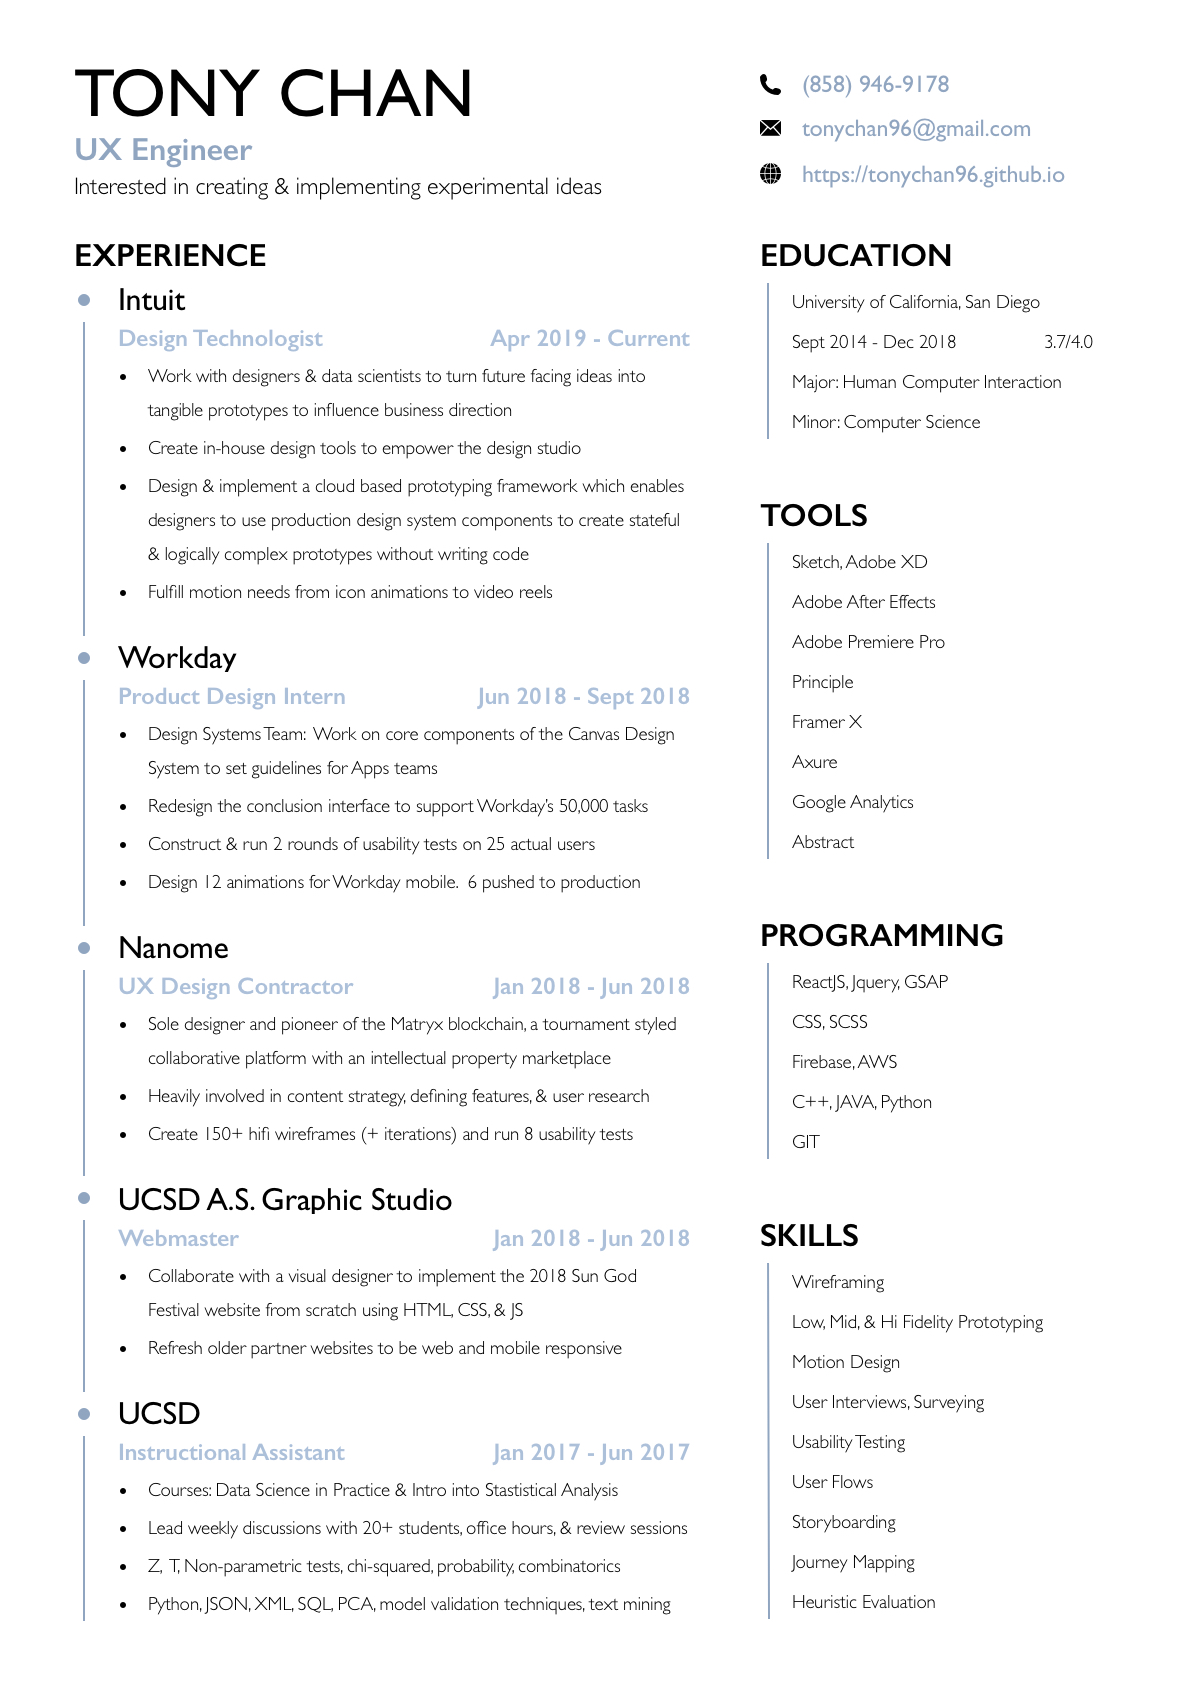 TONY CHAN
UX Engineer
Interested in creating & implementing experimental ideas
(858) 946-9178
tonychan96@gmail.com
https://tonychan96.github.io
EXPERIENCE
Intuit
Design Technologist Apr 2019 - Current
Work with designers & data scientists to turn future facing ideas into
tangible prototypes to influence business direction
Create in-house design tools to empower the design studio
Design & implement a cloud based prototyping framework which enables
designers to use production design system components to create stateful
& logically complex prototypes without writing code
Fulfill motion needs from icon animations to video reels
Workday
Product Design Intern Jun 2018 - Sept 2018
Design Systems Team: Work on core components of the Canvas Design
System to set guidelines for Apps teams
Redesign the conclusion interface to support Workday's 50,000 tasks
Construct & run 2 rounds of usability tests on 25 actual users
Design 12 animations for Workday mobile. 6 pushed to production
Nanome
UX Design Contractor Jan 2018 - Jun 2018
Sole designer and pioneer of the Matryx blockchain, a tournament styled
collaborative platform with an intellectual property marketplace
Heavily involved in content strategy, defining features, & user research
Create 150+ hifi wireframes (+ iterations) and run 8 usability tests
UCSD A.S. Graphic Studio
Webmaster Jan 2018 - Jun 2018
Collaborate with a visual designer to implement the 2018 Sun God
Festival website from scratch using HTML, CSS, & JS
Refresh older partner websites to be web and mobile responsive
UCSD
Instructional Assistant Jan 2017 - Jun 2017
Courses: Data Science in Practice & Intro into Stastistical Analysis
Lead weekly discussions with 20+ students, office hours, & review sessions
Z, T, Non-parametric tests, chi-squared, probability, combinatorics
Python, JSON, XML, SQL, PCA, model validation techniques, text mining
EDUCATION
University of California, San Diego
Sept 2014 - Dec 2018 3.7/4.0
Major: Human Computer Interaction
Minor: Computer Science
TOOLS
Sketch, Adobe XD
Adobe After Effects
Adobe Premiere Pro
Principle
Framer X
Axure
Google Analytics
Abstract
PROGRAMMING
ReactJS, Jquery, GSAP
CSS, SCSS
Firebase, AWS
C++, JAVA, Python
GIT
SKILLS
Wireframing
Low, Mid, & Hi Fidelity Prototyping
Motion Design
User Interviews, Surveying
Usability Testing
User Flows
Storyboarding
Journey Mapping
Heuristic Evaluation